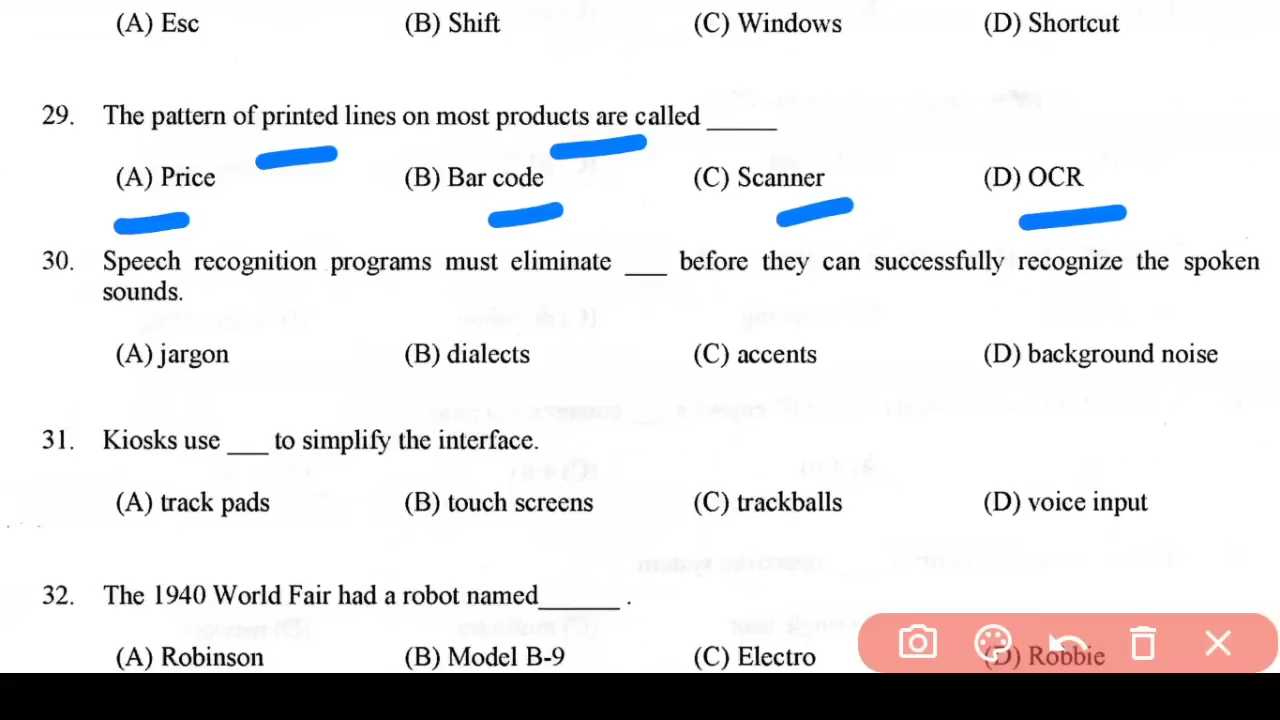 (A) Esc (B) Shift (C) Windows (D) Shortcut
29. The pattern of printed lines on most products are called _____
(A) Price (B) Bar code (C) Scanner (D) OCR
30. Speech recognition programs must eliminate ___ before they can successfully recognize the spoken
sounds.
(A) jargon (B) dialects (C) accents (D) background noise
31. Kiosks use ___ to simplify the interface.
(A) track pads (B) touch screens (C) trackballs (D) voice input
32. The 1940 World Fair had a robot named______ .
(A) Robinson (B) Model B-9 (C) Electro (D) Robbie